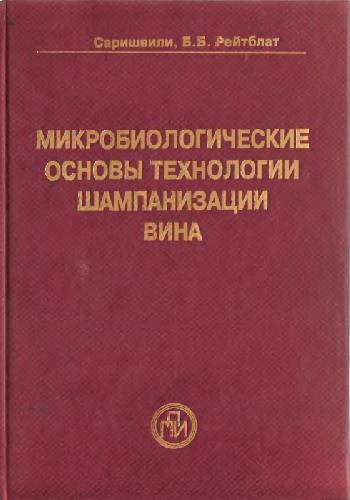 Саришвили, Б.Б. Рейтблат
МИКРОБИОЛОГИЧЕСКИЕ
ОСНОВЫ ТЕХНОЛОГИИ
ШАМПАНИЗАЦИИ
ВИНА